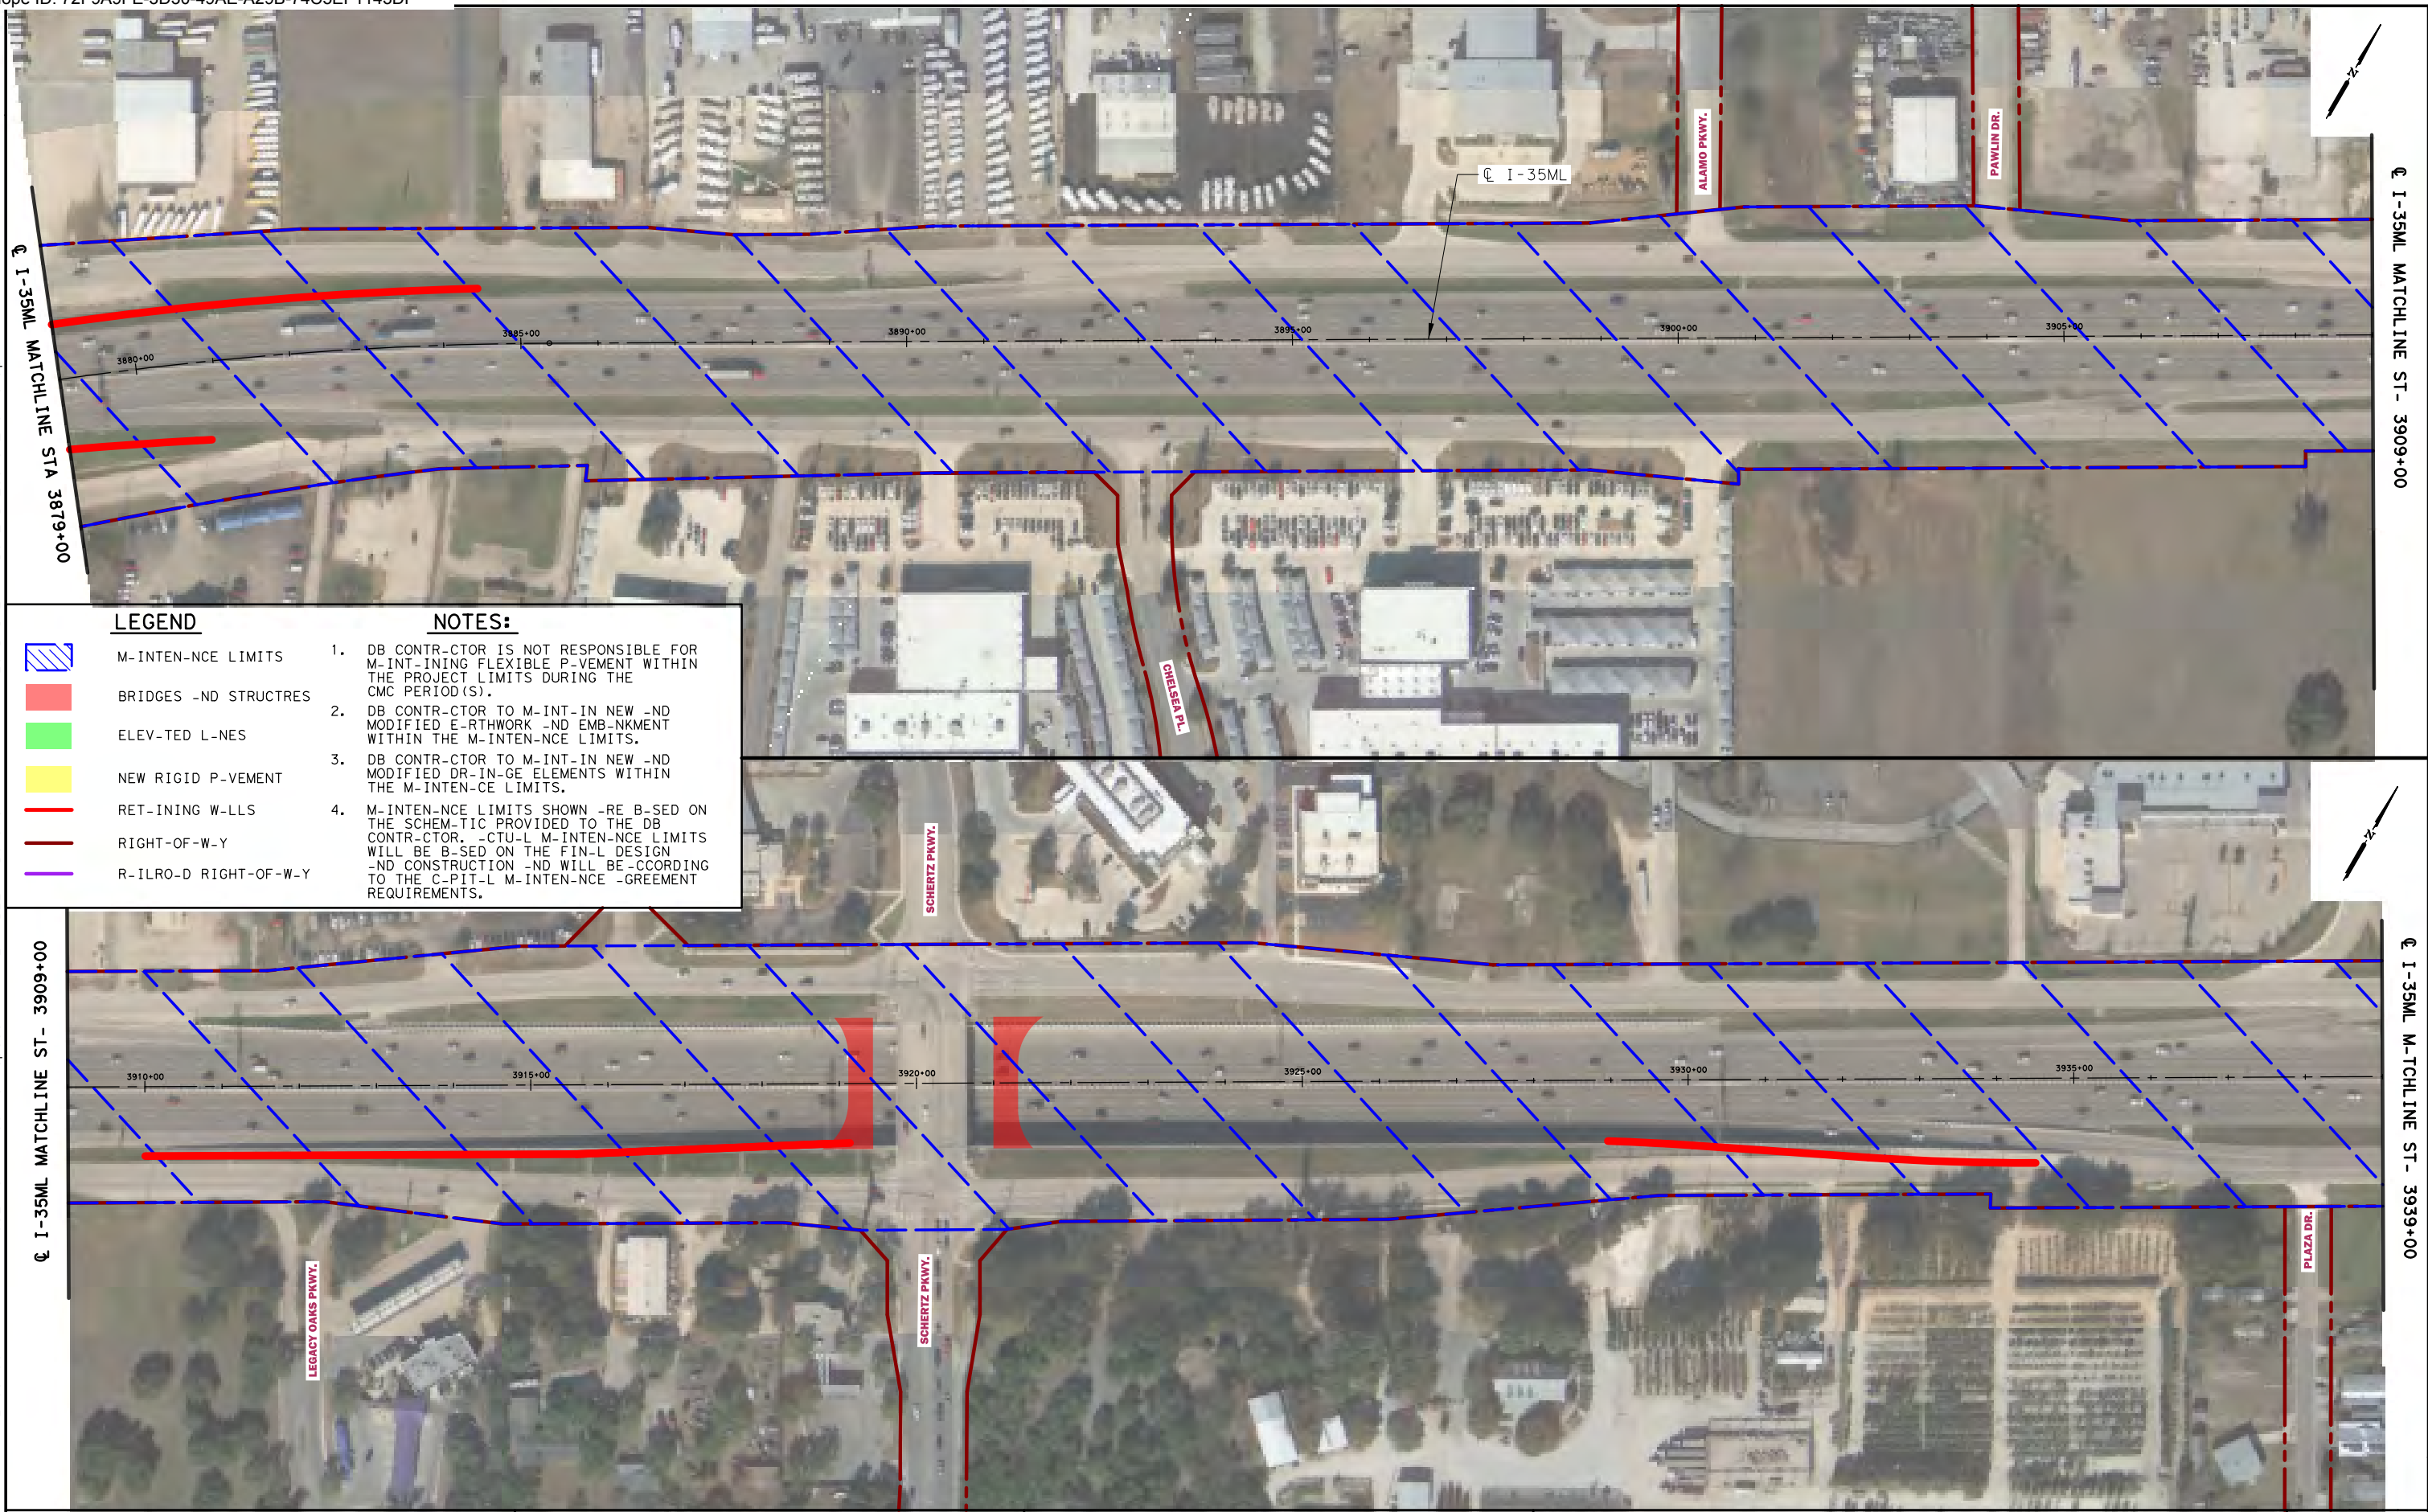 ALAMO PKWY.
PAWLIN DR.
N
℄ I-35ML
℄ I-35ML MATCHLINE STA 3879+00
3880+00
3885+00
3890+00
3895+00
3900+00
3905+00
℄ I-35ML MATCHLINE ST- 3909+00
CHELSEA PL.
LEGEND
M-INTEN-NCE LIMITS
BRIDGES -ND STRUCTRES
ELEV-TED L-NES
NEW RIGID P-VEMENT
RET-INING W-LLS
RIGHT-OF-W-Y
R-ILRO-D RIGHT-OF-W-Y
NOTES:
1. DB CONTR-CTOR IS NOT RESPONSIBLE FOR
M-INT-INING FLEXIBLE P-VEMENT WITHIN
THE PROJECT LIMITS DURING THE
CMC PERIOD(S).
2. DB CONTR-CTOR TO M-INT-IN NEW -ND
MODIFIED E-RTHWORK -ND EMB-NKMENT
WITHIN THE M-INTEN-NCE LIMITS.
3. DB CONTR-CTOR TO M-INT-IN NEW -ND
MODIFIED DR-IN-GE ELEMENTS WITHIN
THE M-INTEN-CE LIMITS.
4. M-INTEN-NCE LIMITS SHOWN -RE B-SED ON
THE SCHEM-TIC PROVIDED TO THE DB
CONTR-CTOR. -CTU-L M-INTEN-NCE LIMITS
WILL BE B-SED ON THE FIN-L DESIGN
-ND CONSTRUCTION -ND WILL BE -CCORDING
TO THE C-PIT-L M-INTEN-NCE -GREEMENT
REQUIREMENTS.
SCHERTZ PKWY.
N
℄ I-35ML MATCHLINE ST- 3909+00
3910+00
3915+00
3920+00
3925+00
3930+00
3935+00
℄ I-35ML M-TCHLINE ST- 3939+00
LEGACY OAKS PKWY.
SCHERTZ PKWY.
PLAZA DR.